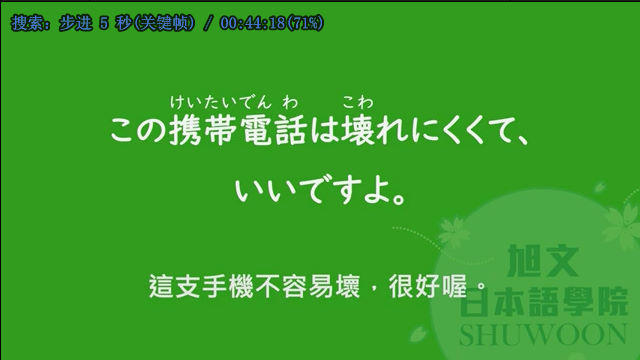 搜索: 步进 5 秒(关键帧) / 00:44:18(71%)
けいたいでんわ こわ
この携帯電話は壊れにくくて、
いいですよ。
這支手機不容易壞，很好喔。
旭文
日本語學院
SHUWOON